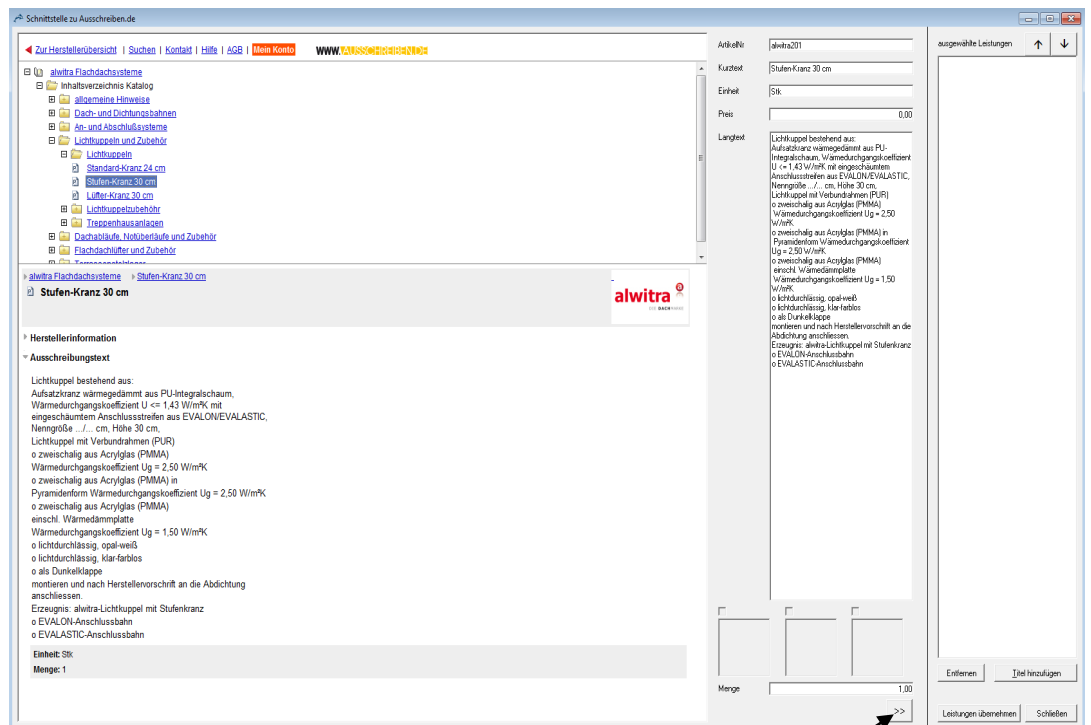 Schnittstelle zu Ausschreiben.de
Zur Herstellerübersicht | Suchen | Kontakt | Hilfe | AGB | Mein Konto WWW.AUSSCHREIBEN.DE
alwitra Flachdachsysteme
Inhaltsverzeichnis Katalog
allgemeine Hinweise
Dach- und Dichtungsbahnen
An- und Abschlußsysteme
Lichtkuppeln und Zubehör
Lichtkuppeln
Standard-Kranz 24 cm
Stufen-Kranz 30 cm
Lüfter-Kranz 30 cm
Lichtkuppelzubehöhr
Treppenhausanlagen
Dachabläufe, Notüberläufe und Zubehör
Flachdachlüfter und Zubehör
alwitra Flachdachsysteme Stufen-Kranz 30 cm
Stufen-Kranz 30 cm
alwitra
Herstellerinformation
Ausschreibungstext
Lichtkuppel bestehend aus:
Aufsatzkranz wärmegedämmt aus PU-Integralschaum,
Wärmedurchgangskoeffizient U <= 1,43 W/m²K mit
eingeschäumtem Anschlussstreifen aus EVALON/EVALASTIC,
Nenngröße .../... cm, Höhe 30 cm,
Lichtkuppel mit Verbundrahmen (PUR)
o zweischalig aus Acrylglas (PMMA)
Wärmedurchgangskoeffizient Ug = 2,50 W/m²K
o zweischalig aus Acrylglas (PMMA) in
Pyramidenform Wärmedurchgangskoeffizient Ug = 2,50 W/m²K
o zweischalig aus Acrylglas (PMMA)
einschl. Wärmedämmplatte
Wärmedurchgangskoeffizient Ug = 1,50 W/m²K
o lichtdurchlässig, opal-weiß
o lichtdurchlässig, klar-farblos
o als Dunkelklappe
montieren und nach Herstellervorschrift an die Abdichtung
anschliessen.
Erzeugnis: alwitra-Lichtkuppel mit Stufenkranz
o EVALON-Anschlussbahn
o EVALASTIC-Anschlussbahn
Einheit: Stk
Menge: 1
ArtikelNr alwitra201
Kurztext Stufen-Kranz 30 cm
Einheit Stk
Preis 0,00
Langtext Lichtkuppel bestehend aus:
Aufsatzkranz wärmegedämmt aus PU-
Integralschaum, Wärmedurchgangskoeffizient
U <= 1,43 W/m²K mit eingeschäumtem
Anschlussstreifen aus EVALON/EVALASTIC,
Nenngröße .../... cm, Höhe 30 cm,
Lichtkuppel mit Verbundrahmen (PUR)
o zweischalig aus Acrylglas (PMMA)
Wärmedurchgangskoeffizient Ug = 2,50
W/m²K
o zweischalig aus Acrylglas (PMMA) in
Pyramidenform Wärmedurchgangskoeffizient
Ug = 2,50 W/m²K
o zweischalig aus Acrylglas (PMMA)
einschl. Wärmedämmplatte
Wärmedurchgangskoeffizient Ug = 1,50
W/m²K
o lichtdurchlässig, opal-weiß
o lichtdurchlässig, klar-farblos
o als Dunkelklappe
montieren und nach Herstellervorschrift an die
Abdichtung anschliessen.
Erzeugnis: alwitra-Lichtkuppel mit Stufenkranz
o EVALON-Anschlussbahn
o EVALASTIC-Anschlussbahn
Menge 1,00
>>
ausgewählte Leistungen
Entfernen Titel hinzufügen
Leistungen übernehmen Schließen